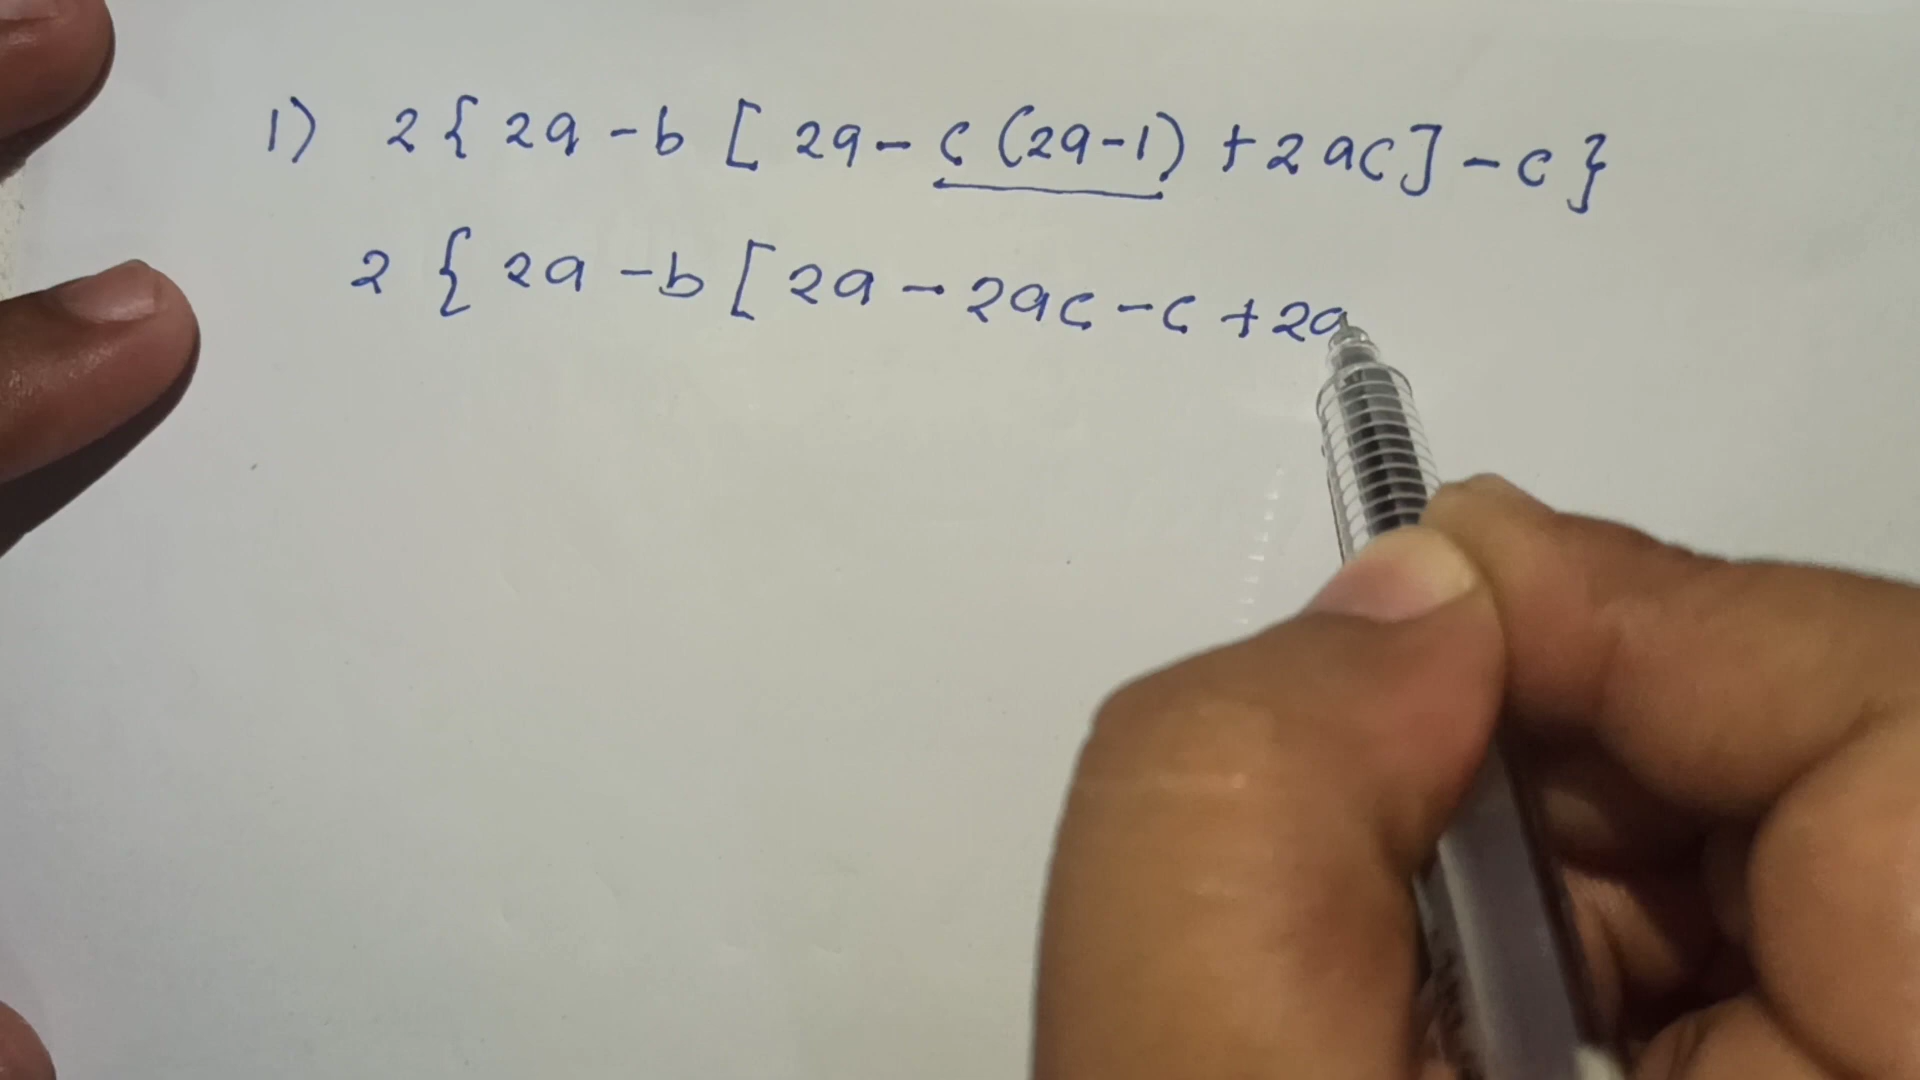 1) 2 { 2a - b [ 2a - c (2a-1) + 2ac] - c }
2 { 2a - b [ 2a - 2ac - c + 2a